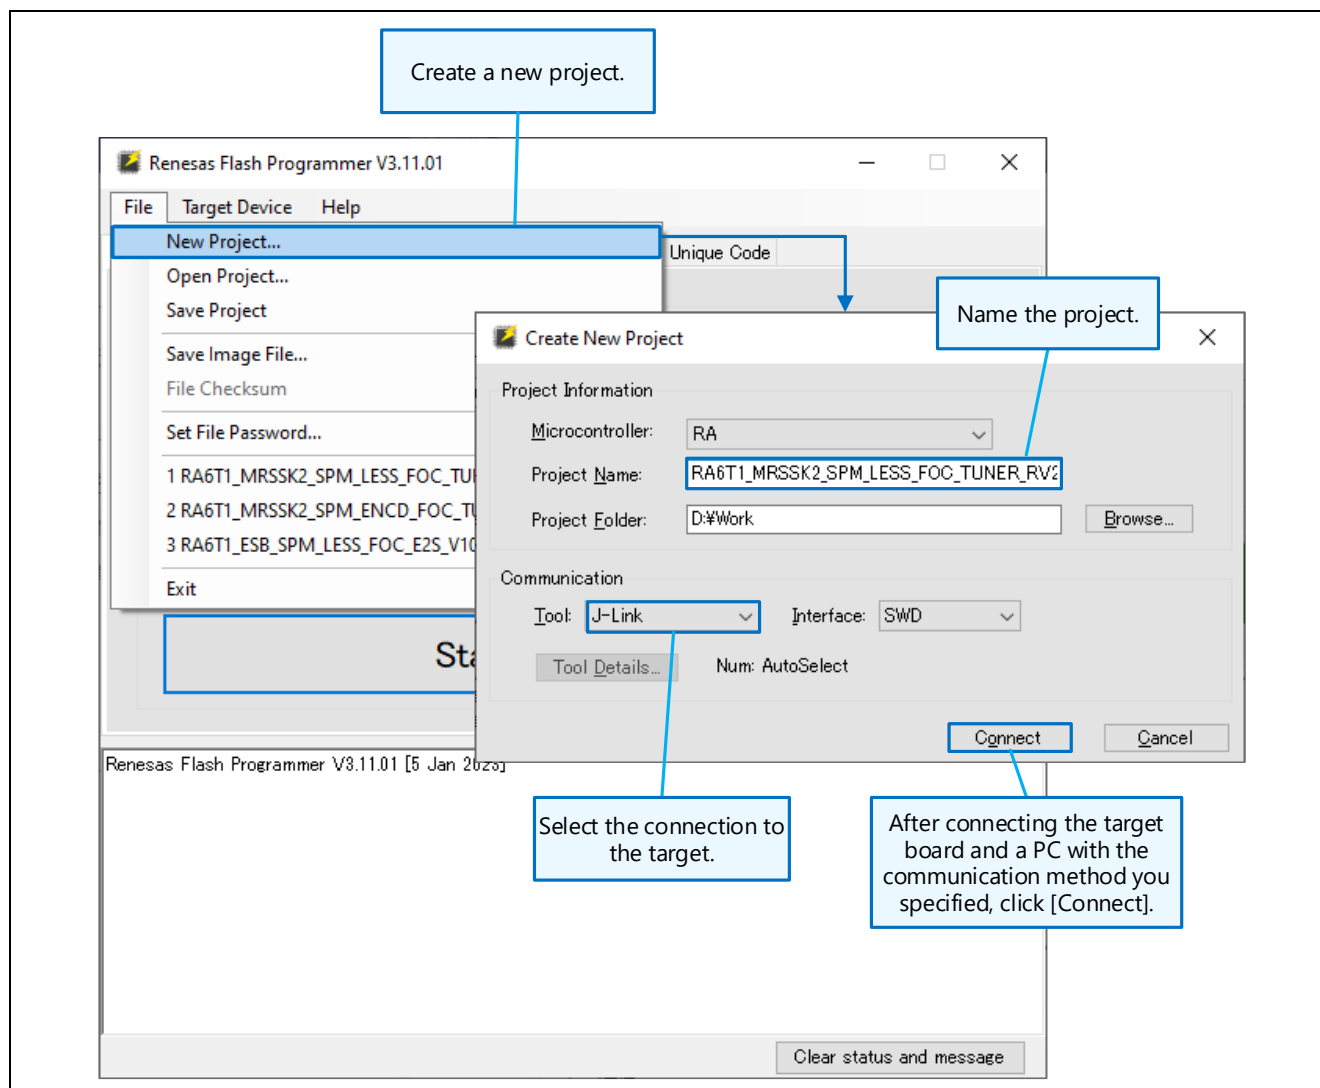 Create a new project.
Renesas Flash Programmer V3.11.01
File Target Device Help
New Project...
Unique Code
Open Project...
Save Project
Save Image File...
File Checksum
Set File Password...
1 RA6T1_MRSSK2_SPM_LESS_FOC_TU
2 RA6T1_MRSSK2_SPM_ENCD_FOC_T
3 RA6T1_ESB_SPM_LESS_FOC_E2S_V10
Exit
Sta
Name the project.
Create New Project
Project Information
Microcontroller: RA
Project Name: RA6T1_MRSSK2_SPM_LESS_FOC_TUNER_RV2
Project Folder: D:¥Work Browse...
Communication
Tool: J-Link Interface: SWD
Tool Details... Num: AutoSelect
Connect Cancel
Renesas Flash Programmer V3.11.01 [5 Jan 2023]
Select the connection to
the target.
After connecting the target
board and a PC with the
communication method you
specified, click [Connect].
Clear status and message